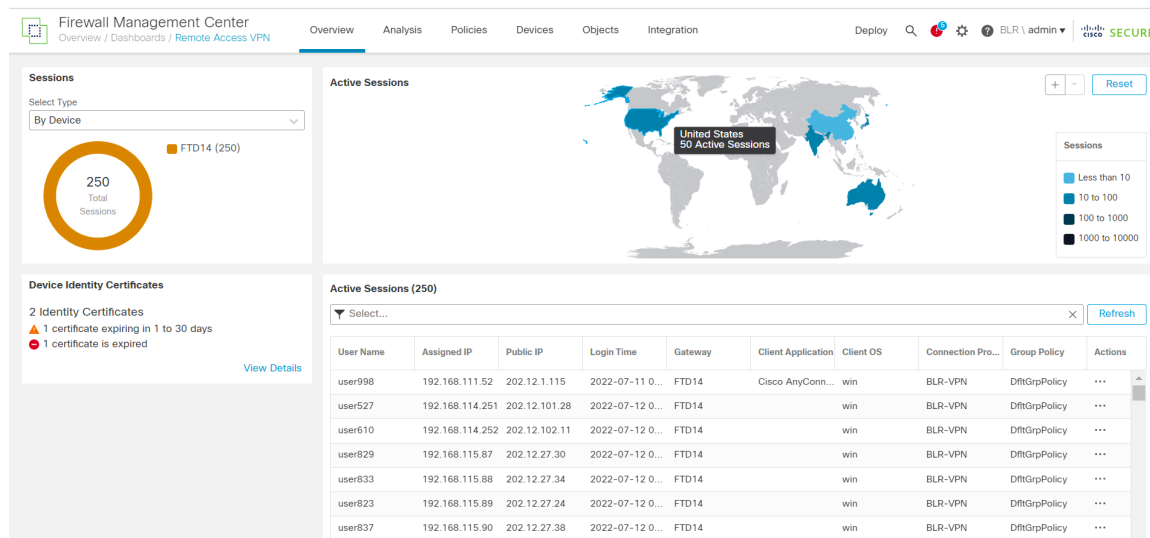 Firewall Management Center
Overview / Dashboards / Remote Access VPN
Overview Analysis Policies Devices Objects Integration
Deploy 5 BLR \ admin
cisco SECURE
Sessions
Select Type
By Device
FTD14 (250)
250
Total
Sessions
Active Sessions
United States
50 Active Sessions
+ - Reset
Sessions
Less than 10
10 to 100
100 to 1000
1000 to 10000
Device Identity Certificates
2 Identity Certificates
1 certificate expiring in 1 to 30 days
1 certificate is expired
View Details
Active Sessions (250)
Select... Refresh
User Name Assigned IP Public IP Login Time Gateway Client Application Client OS Connection Pro... Group Policy Actions
user998 192.168.111.52 202.12.1.115 2022-07-11 0... FTD14 Cisco AnyConn... win BLR-VPN DfltGrpPolicy ...
user527 192.168.114.251 202.12.101.28 2022-07-12 0... FTD14 win BLR-VPN DfltGrpPolicy ...
user610 192.168.114.252 202.12.102.11 2022-07-12 0... FTD14 win BLR-VPN DfltGrpPolicy ...
user829 192.168.115.87 202.12.27.30 2022-07-12 0... FTD14 win BLR-VPN DfltGrpPolicy ...
user833 192.168.115.88 202.12.27.34 2022-07-12 0... FTD14 win BLR-VPN DfltGrpPolicy ...
user823 192.168.115.89 202.12.27.24 2022-07-12 0... FTD14 win BLR-VPN DfltGrpPolicy ...
user837 192.168.115.90 202.12.27.38 2022-07-12 0... FTD14 win BLR-VPN DfltGrpPolicy ...